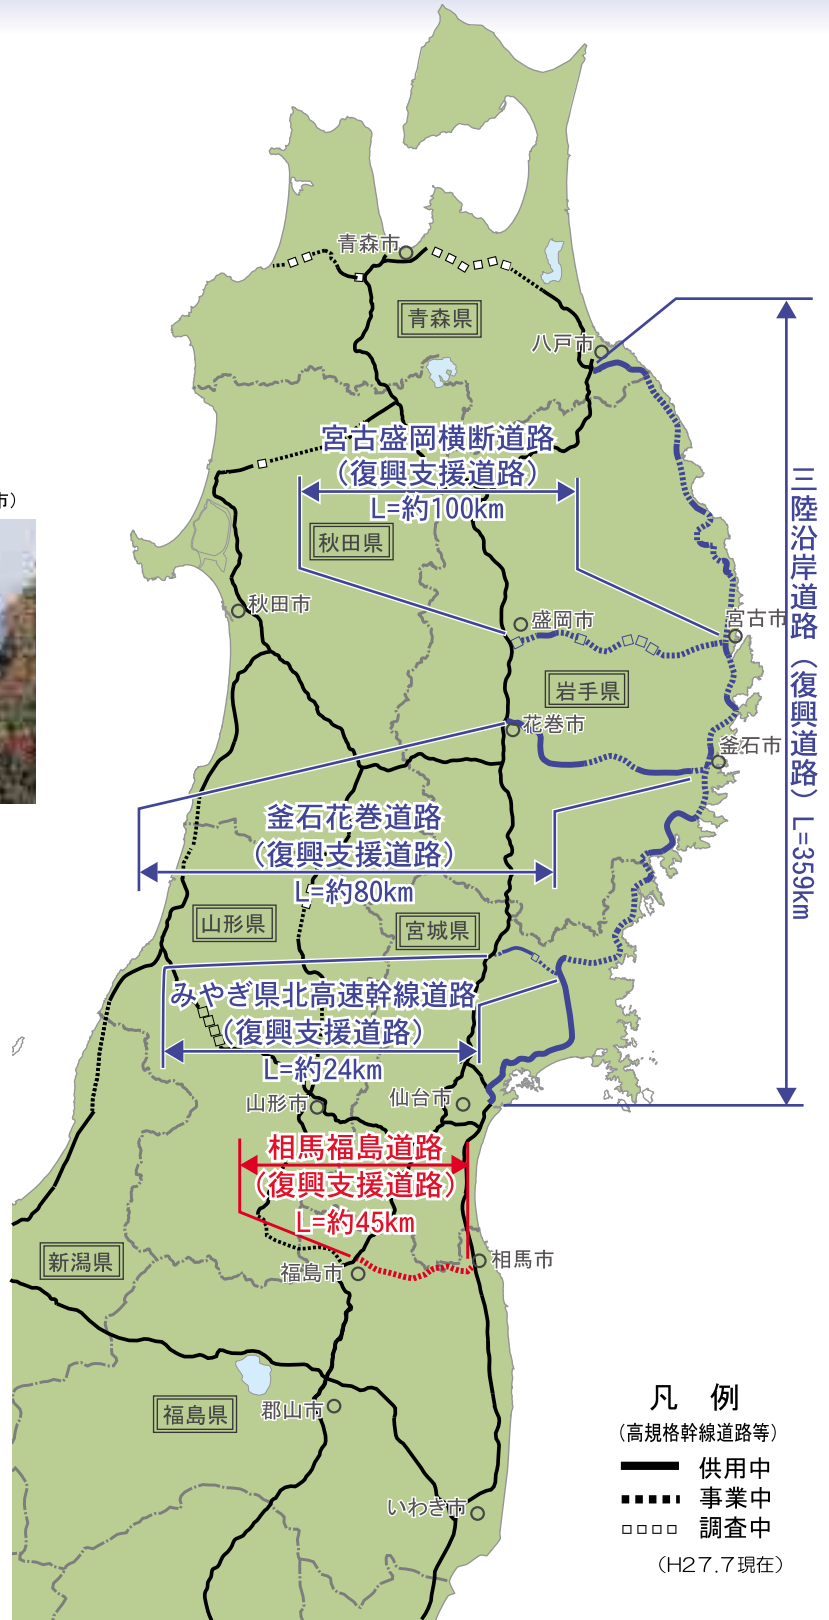 青森市
青森県
八戸市
宮古盛岡横断道路
（復興支援道路）
L=約100km
市）
秋田県
三陸沿岸道路（復興道路）L=359km
秋田市
盛岡市
宮古市
岩手県
花巻市
釜石市
釜石花巻道路
（復興支援道路）
L=約80km
山形県
宮城県
みやぎ県北高速幹線道路
（復興支援道路）
L=約24km
山形市
仙台市
相馬福島道路
（復興支援道路）
L=約45km
新潟県
福島市
相馬市
福島県
郡山市
いわき市
凡 例
（高規格幹線道路等）
供用中
事業中
調査中
（H27.7現在）